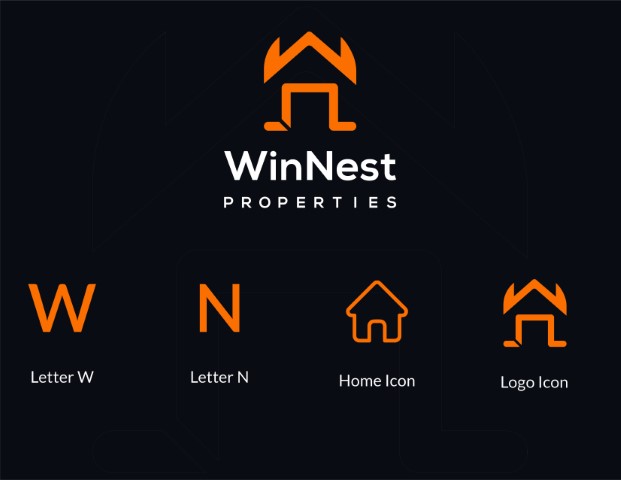 WinNest
PROPERTIES
W
N
Letter W
Letter N
Home Icon
Logo Icon